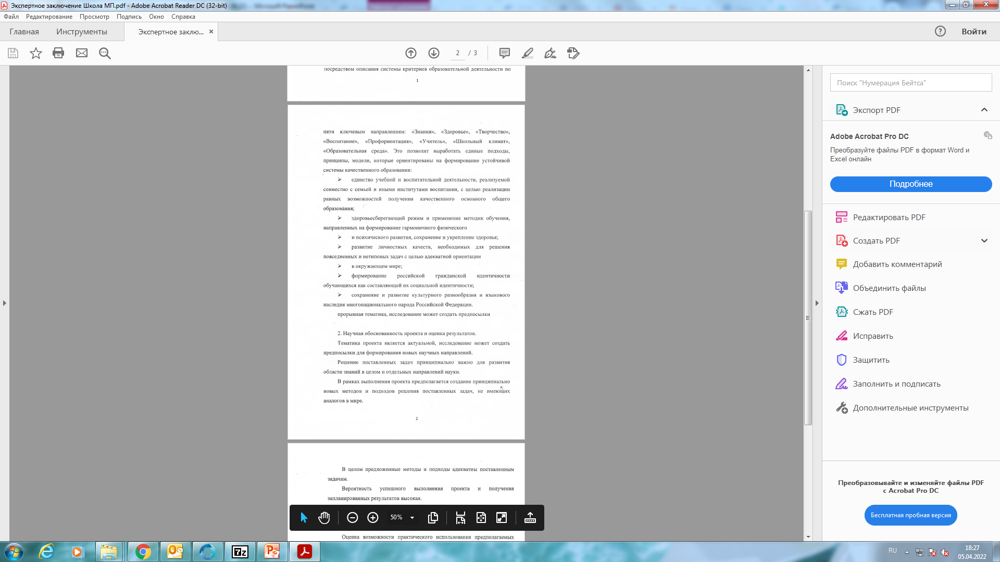 Экспертное заключение Школа МП.pdf - Adobe Acrobat Reader DC (32-bit)
Файл Редактирование Просмотр Подпись Окно Справка
Главная Инструменты Экспертное заклю... ×
Войти
2 / 3
посредством описания системы критериев образовательной деятельности по
1
пяти ключевым направлениям: «Знания», «Здоровье», «Творчество»,
«Воспитание», «Профориентация», «Учитель», «Школьный климат»,
«Образовательная среда». Это позволит выработать единые подходы,
принципы, модели, которые ориентированы на формирование устойчивой
системы качественного образования:
➢ единство учебной и воспитательной деятельности, реализуемой
совместно с семьей и иными институтами воспитания, с целью реализации
равных возможностей получения качественного основного общего
образования;
➢ здоровьесберегающий режим и применение методик обучения,
направленных на формирование гармоничного физического
➢ и психического развития, сохранение и укрепление здоровья;
➢ развитие личностных качеств, необходимых для решения
повседневных и нетиповых задач с целью адекватной ориентации
➢ в окружающем мире;
➢ формирование российской гражданской идентичности
обучающихся как составляющей их социальной идентичности;
➢ сохранение и развитие культурного разнообразия и языкового
наследия многонационального народа Российской Федерации.
прорывная тематика, исследование может создать предпосылки
2. Научная обоснованность проекта и оценка результатов.
Тематика проекта является актуальной, исследование может создать
предпосылки для формирования новых научных направлений.
Решение поставленных задач принципиально важно для развития
области знаний в целом и отдельных направлений науки.
В рамках выполнения проекта предполагается создание принципиально
новых методов и подходов решения поставленных задач, не имеющих
аналогов в мире.
2
В целом предложенные методы и подходы адекватны поставленным
задачам.
Вероятность успешного выполнения проекта и получения
запланированных результатов высокая.
50%
Оценка возможности практического использования предполагаемых
Поиск "Нумерация Бейтса"
Экспорт PDF
Adobe Acrobat Pro DC
Преобразуйте файлы PDF в формат Word и
Excel онлайн
Подробнее
Редактировать PDF
Создать PDF
Добавить комментарий
Объединить файлы
Сжать PDF
Исправить
Защитить
Заполнить и подписать
Дополнительные инструменты
Преобразовывайте и изменяйте файлы PDF
с Acrobat Pro DC
Бесплатная пробная версия
RU
18:27
05.04.2022